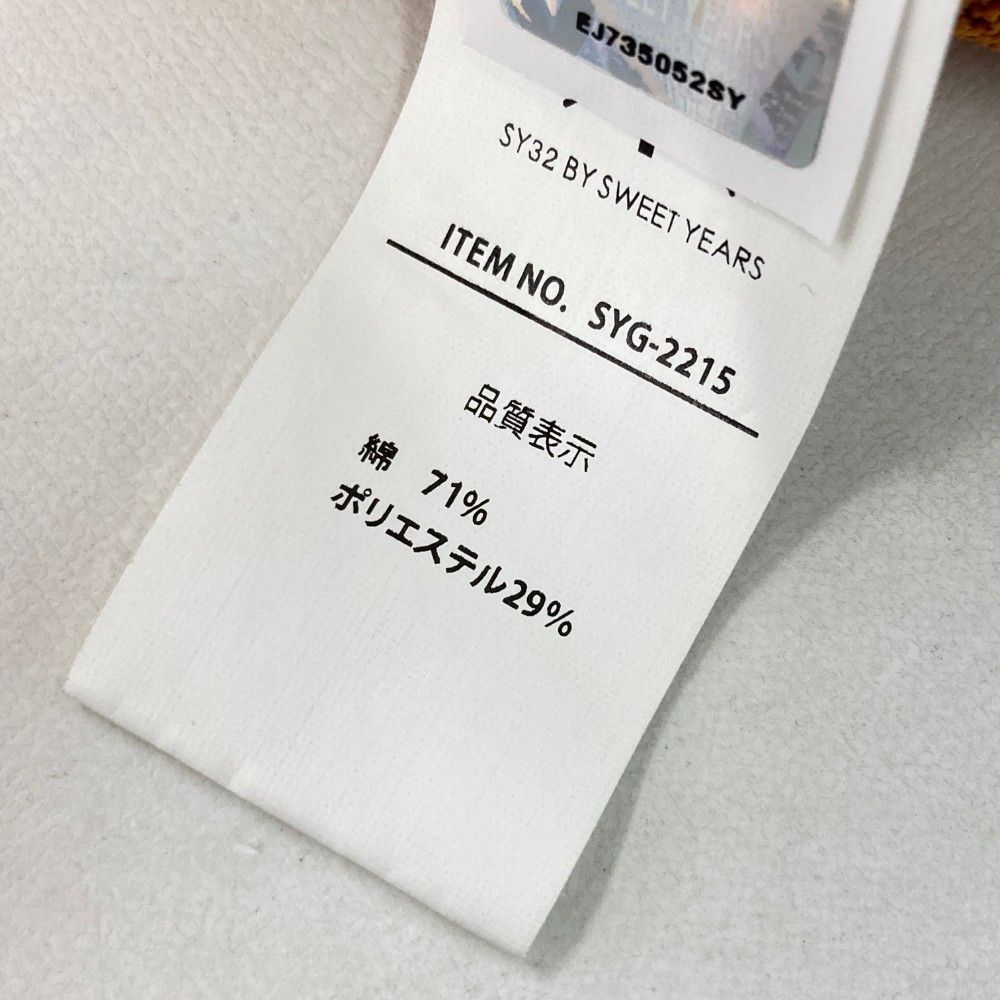 EJ735052SY
SY32 BY SWEET YEARS
ITEM NO. SYG-2215
品質表示
綿 71%
ポリエステル29%